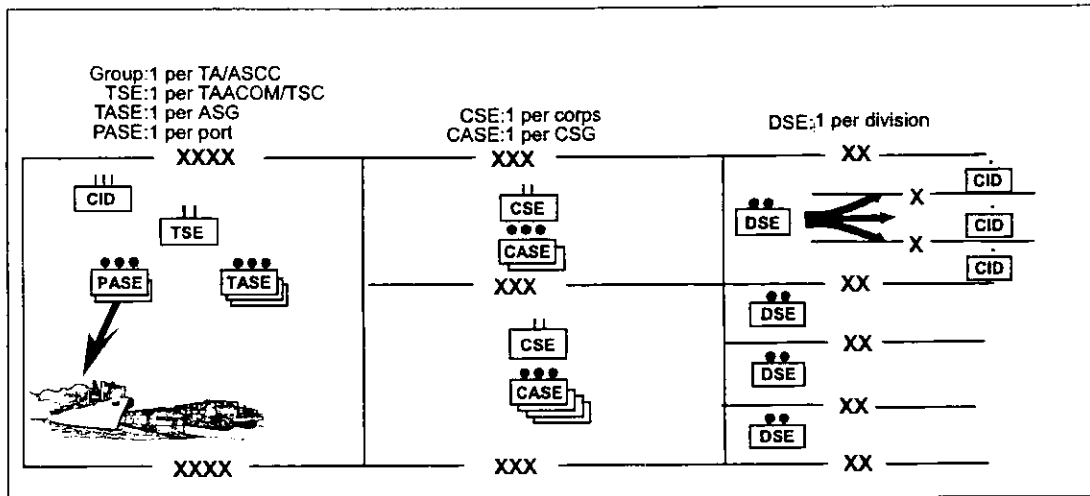 Group:1 per TA/ASCC
TSE:1 per TAACOM/TSC
TASE:1 per ASG
PASE:1 per port
CSE:1 per corps
CASE:1 per CSG
DSE:1 per division
XXXX
XXX
XX
CID
CID
TSE
CSE
CASE
DSE
X
CID
X
CID
PASE
TASE
XXX
XX
DSE
CSE
XX
DSE
CASE
XX
DSE
XXXX
XXX
XX